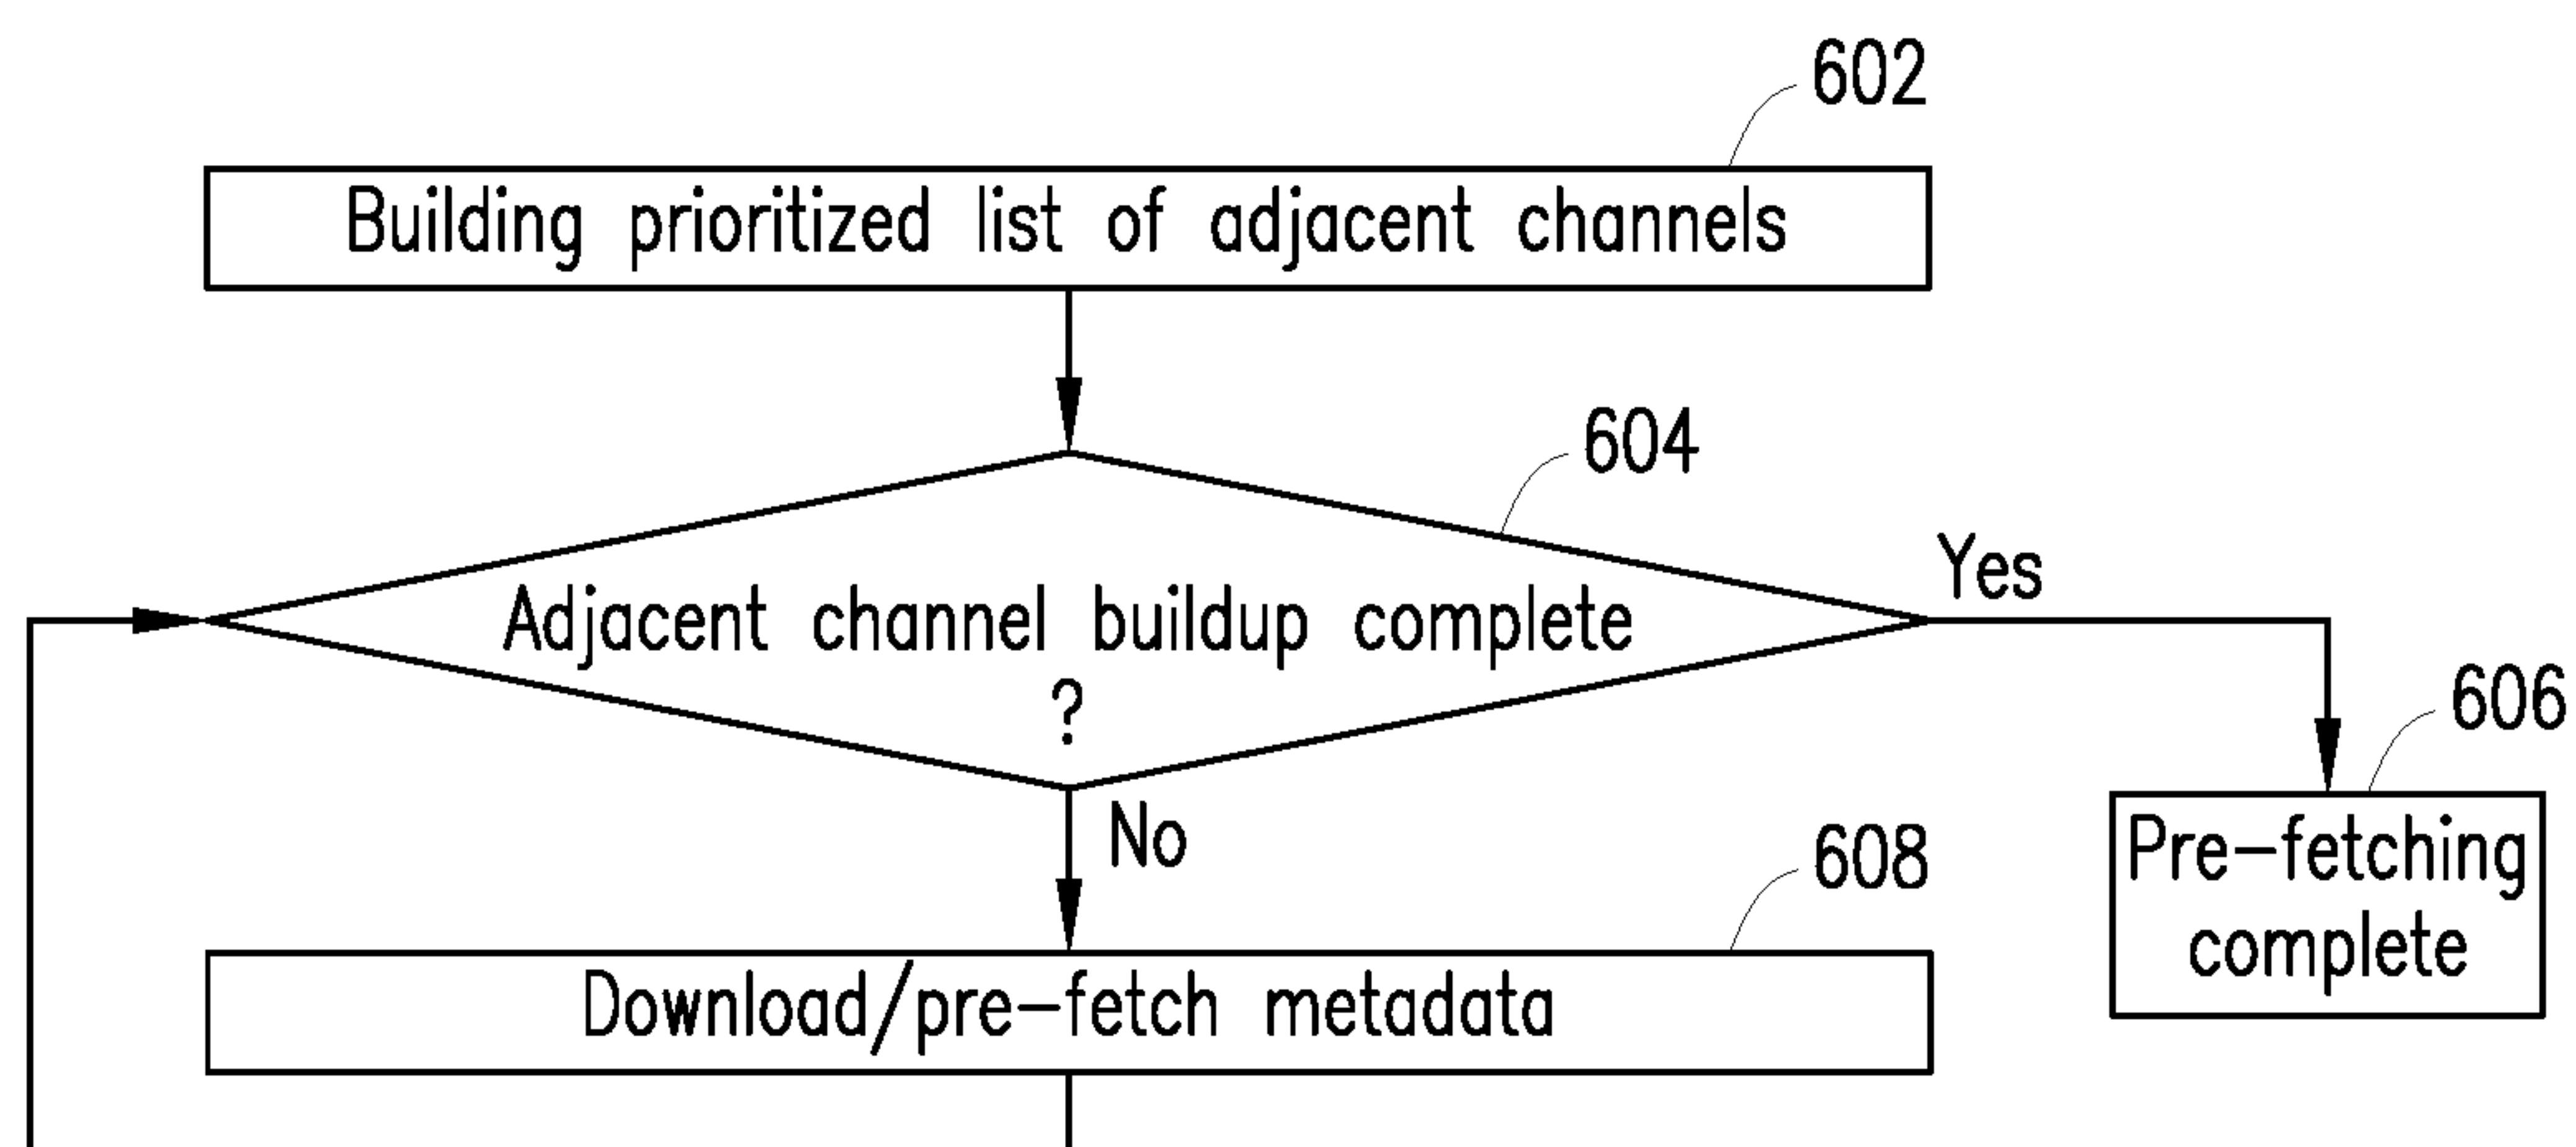 602
Building prioritized list of adjacent channels
604
Yes
Adjacent channel buildup complete
?
606
No
608
Pre-fetching
complete
Download/pre-fetch metadata